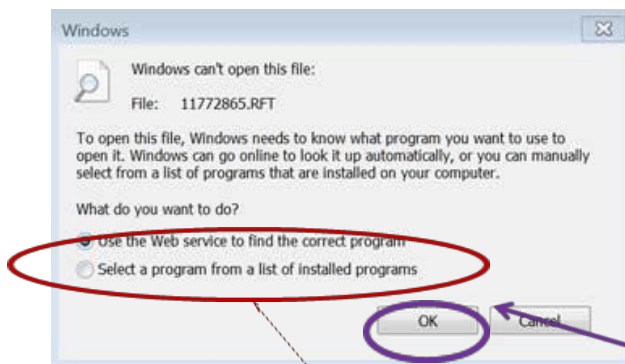 Windows
Windows can't open this file:
File: 11772865.RFT
To open this file, Windows needs to know what program you want to use to
open it. Windows can go online to look it up automatically, or you can manually
select from a list of programs that are installed on your computer.
What do you want to do?
Use the Web service to find the correct program
Select a program from a list of installed programs
OK Cancel